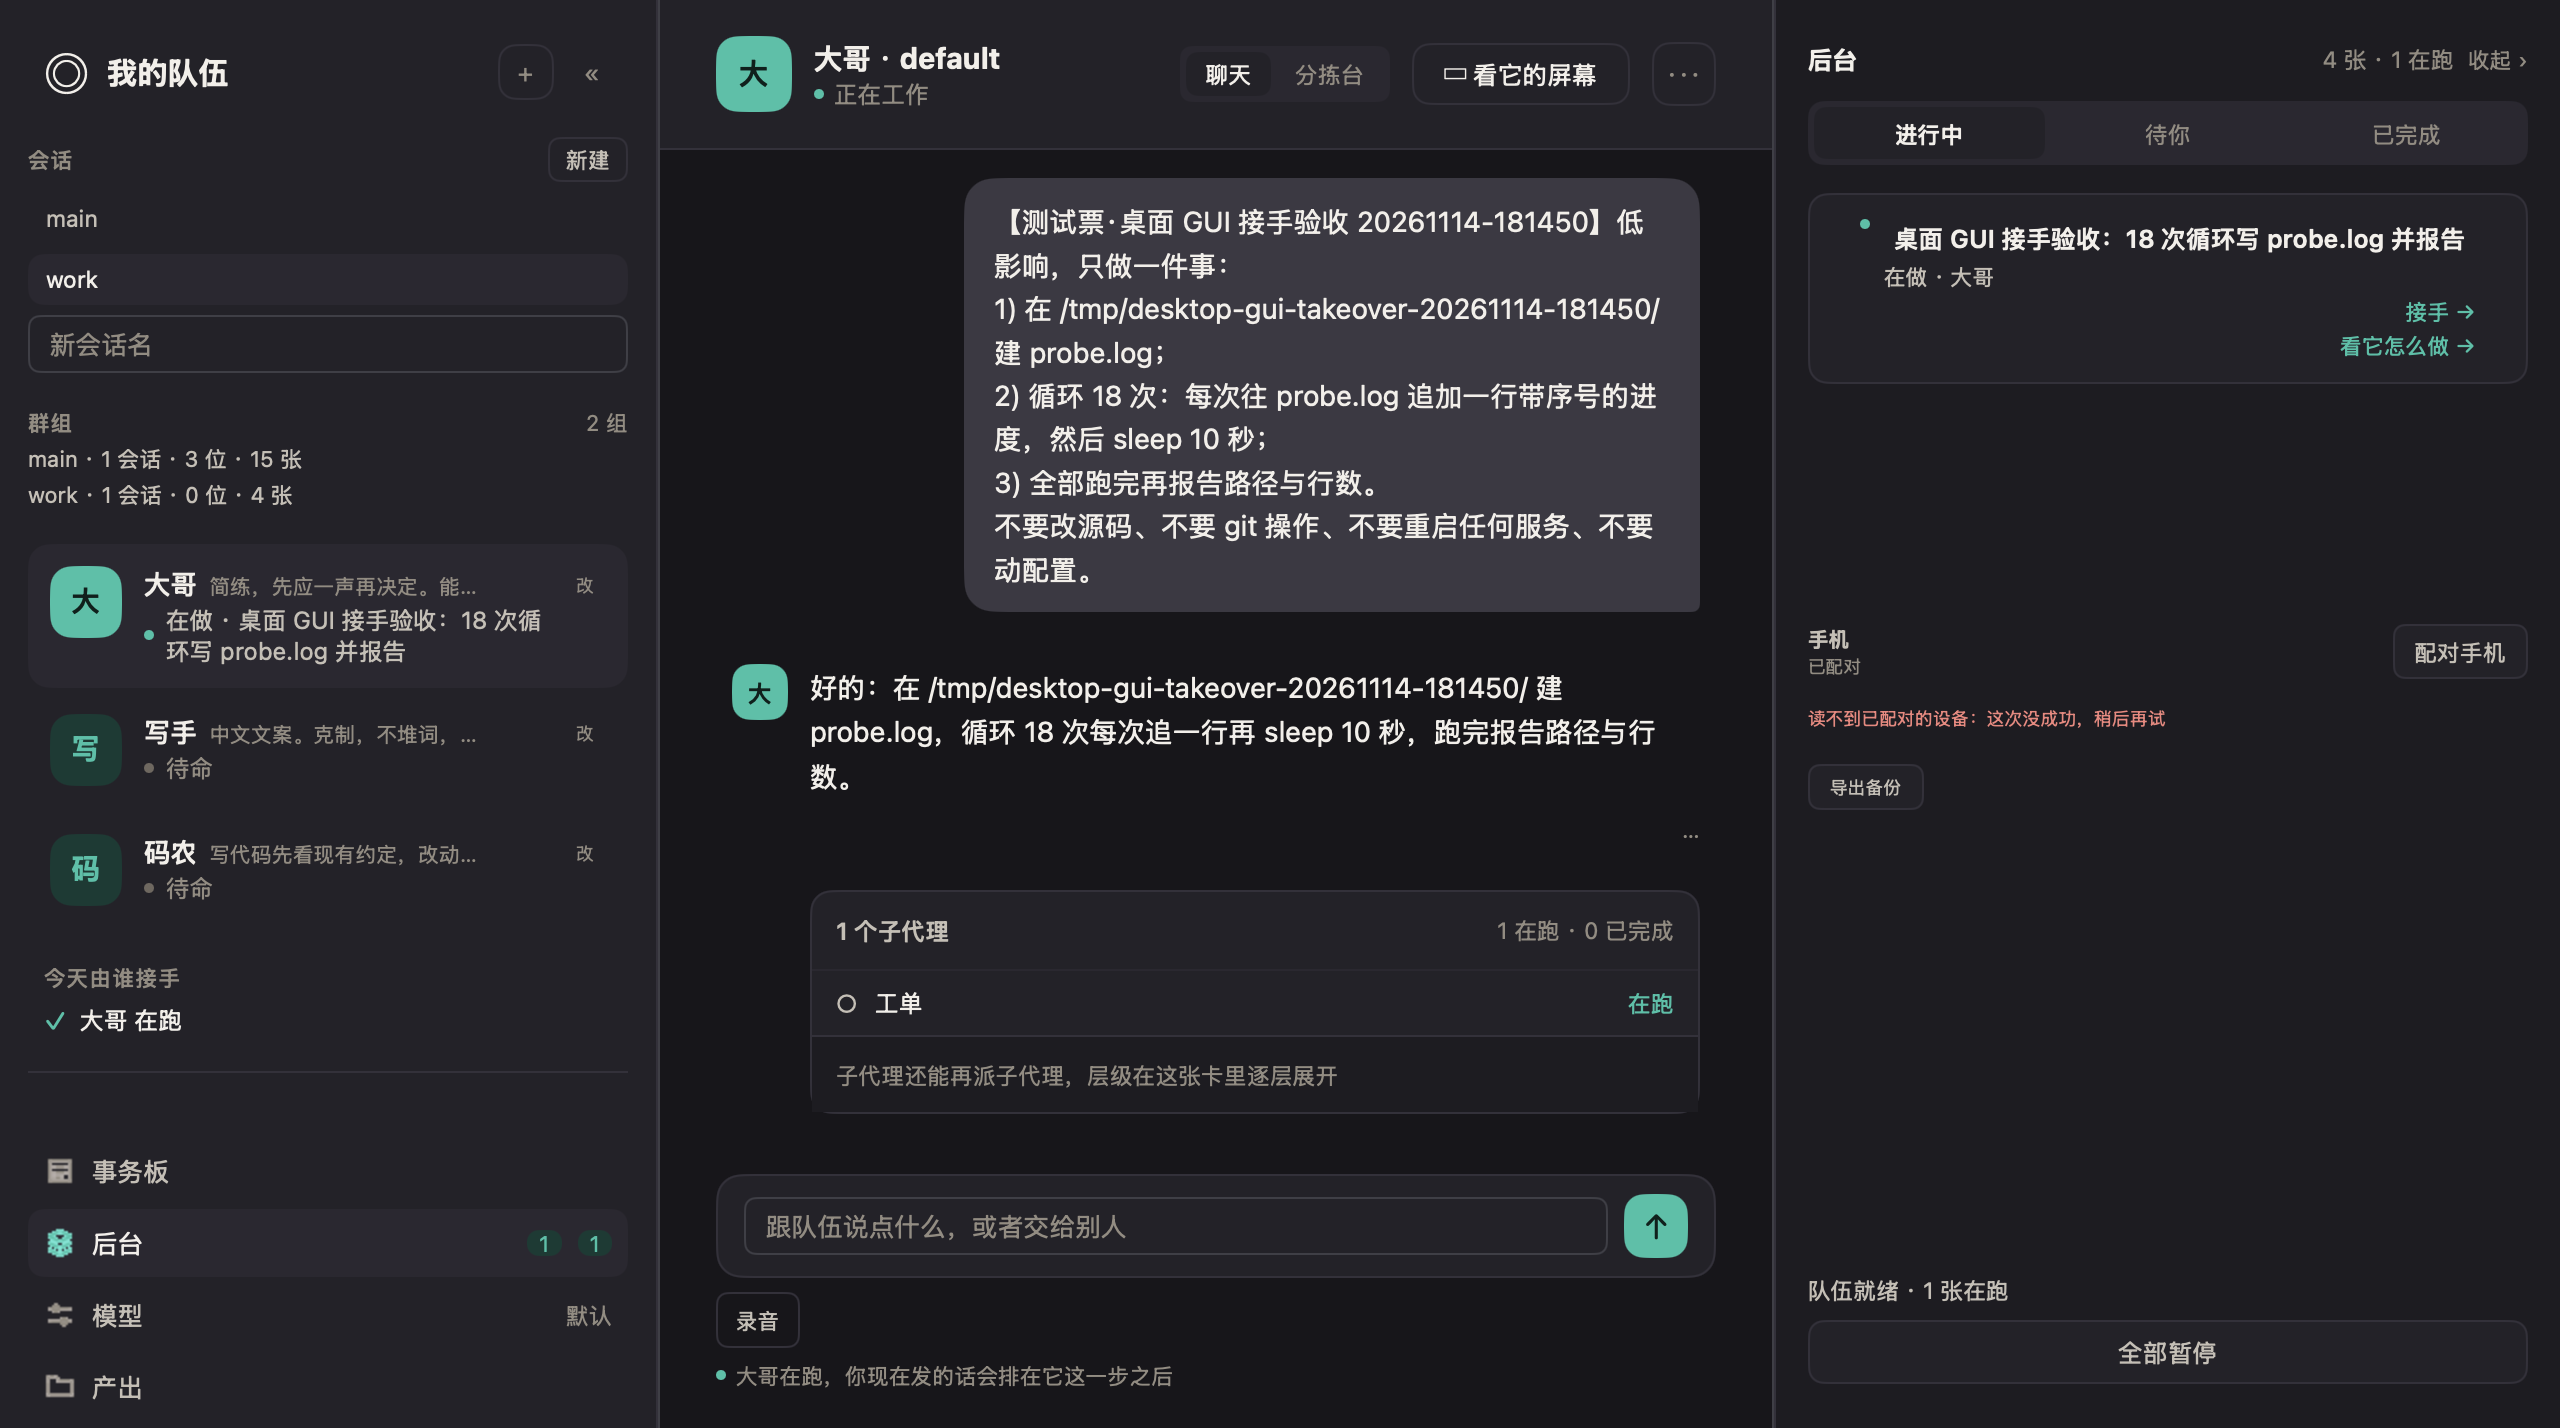 我的队伍
+
«
会话
新建
main
work
新会话名
群组
2 组
main · 1 会话 · 3 位 · 15 张
work · 1 会话 · 0 位 · 4 张
大
大哥 简练，先应一声再决定。能...
改
在做 · 桌面 GUI 接手验收：18 次循
环写 probe.log 并报告
写
写手 中文文案。克制，不堆词，...
改
待命
码
码农 写代码先看现有约定，改动...
改
待命
今天由谁接手
✓ 大哥 在跑
事务板
后台
1
1
模型
默认
产出
大
大哥 · default
正在工作
聊天
分拣台
看它的屏幕
···
【测试票·桌面 GUI 接手验收 20261114-181450】低
影响，只做一件事：
1) 在 /tmp/desktop-gui-takeover-20261114-181450/
建 probe.log；
2) 循环 18 次：每次往 probe.log 追加一行带序号的进
度，然后 sleep 10 秒；
3) 全部跑完再报告路径与行数。
不要改源码、不要 git 操作、不要重启任何服务、不要
动配置。
大
好的：在 /tmp/desktop-gui-takeover-20261114-181450/ 建
probe.log，循环 18 次每次追一行再 sleep 10 秒，跑完报告路径与行
数。
...
1 个子代理
1 在跑 · 0 已完成
工单
在跑
子代理还能再派子代理，层级在这张卡里逐层展开
跟队伍说点什么，或者交给别人
↑
录音
大哥在跑，你现在发的话会排在它这一步之后
后台
4 张 · 1 在跑 收起 ›
进行中
待你
已完成
桌面 GUI 接手验收：18 次循环写 probe.log 并报告
在做 · 大哥
接手 →
看它怎么做 →
手机
已配对
配对手机
读不到已配对的设备：这次没成功，稍后再试
导出备份
队伍就绪 · 1 张在跑
全部暂停